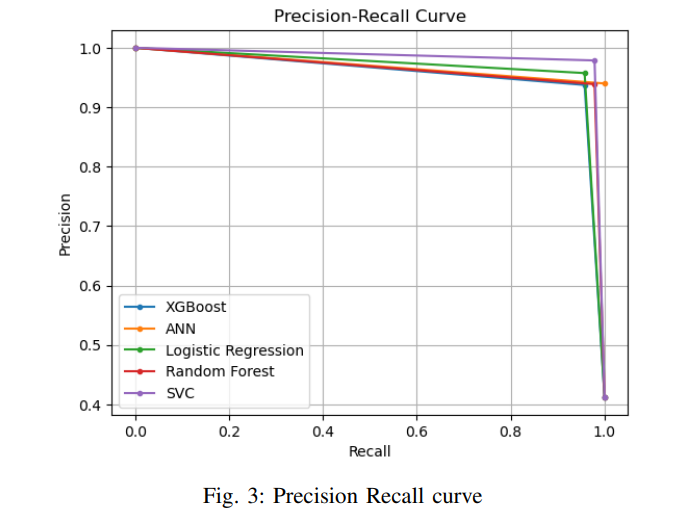 Precision-Recall Curve
1.0
0.9
0.8
0.7
0.6
0.5
0.4
Precision
XGBoost
ANN
Logistic Regression
Random Forest
SVC
0.0 0.2 0.4 0.6 0.8 1.0
Recall
Fig. 3: Precision Recall curve